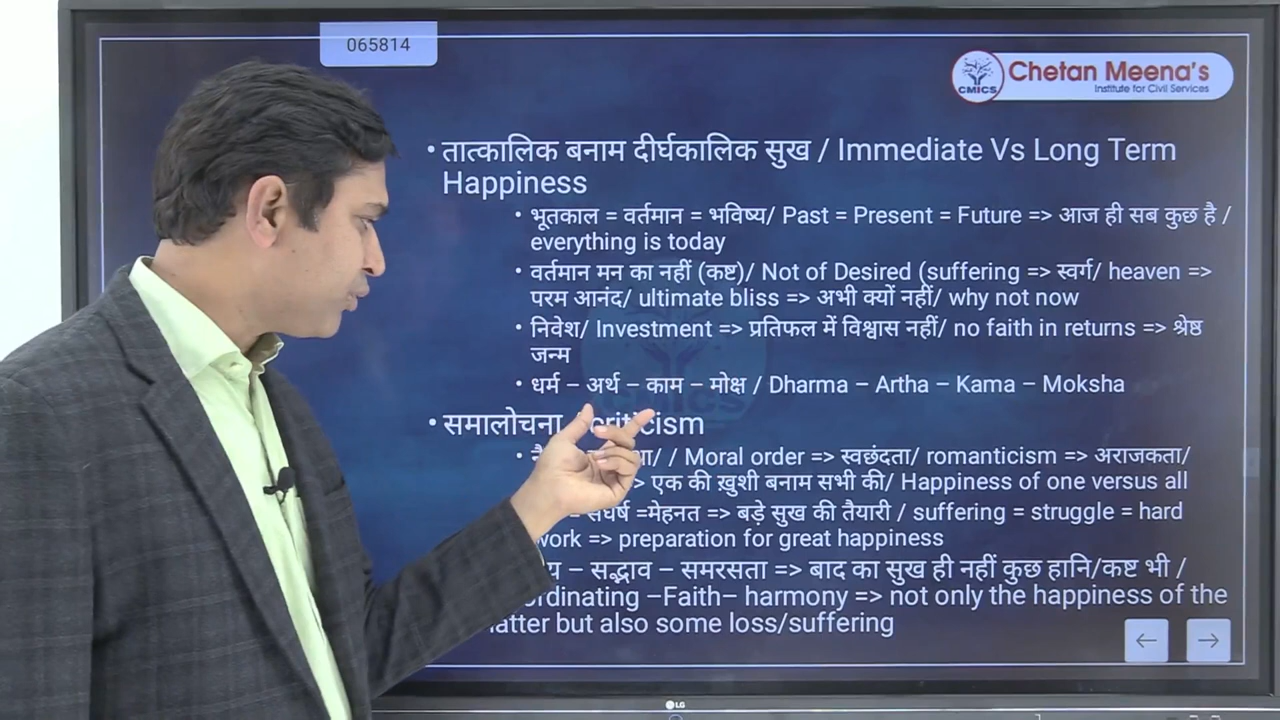 065814
Chetan Meena's
Institute for Civil Services
CMICS
• तात्कालिक बनाम दीर्घकालिक सुख / Immediate Vs Long Term
Happiness
• भूतकाल = वर्तमान = भविष्य/ Past = Present = Future => आज ही सब कुछ है /
everything is today
• वर्तमान मन का नहीं (कष्ट)/ Not of Desired (suffering => स्वर्ग/ heaven =>
परम आनंद/ ultimate bliss => अभी क्यों नहीं/ why not now
• निवेश/ Investment => प्रतिफल में विश्वास नहीं/ no faith in returns => श्रेष्ठ
जन्म
• धर्म – अर्थ – काम – मोक्ष / Dharma – Artha – Kama – Moksha
• समालोचना / criticism
/ Moral order => स्वछंदता/ romanticism => अराजकता/
> एक की ख़ुशी बनाम सभी की/ Happiness of one versus all
– संघर्ष =मेहनत => बड़े सुख की तैयारी / suffering = struggle = hard
work => preparation for great happiness
– सद्भाव – समरसता => बाद का सुख ही नहीं कुछ हानि/कष्ट भी /
–Faith– harmony => not only the happiness of the
latter but also some loss/suffering
LG